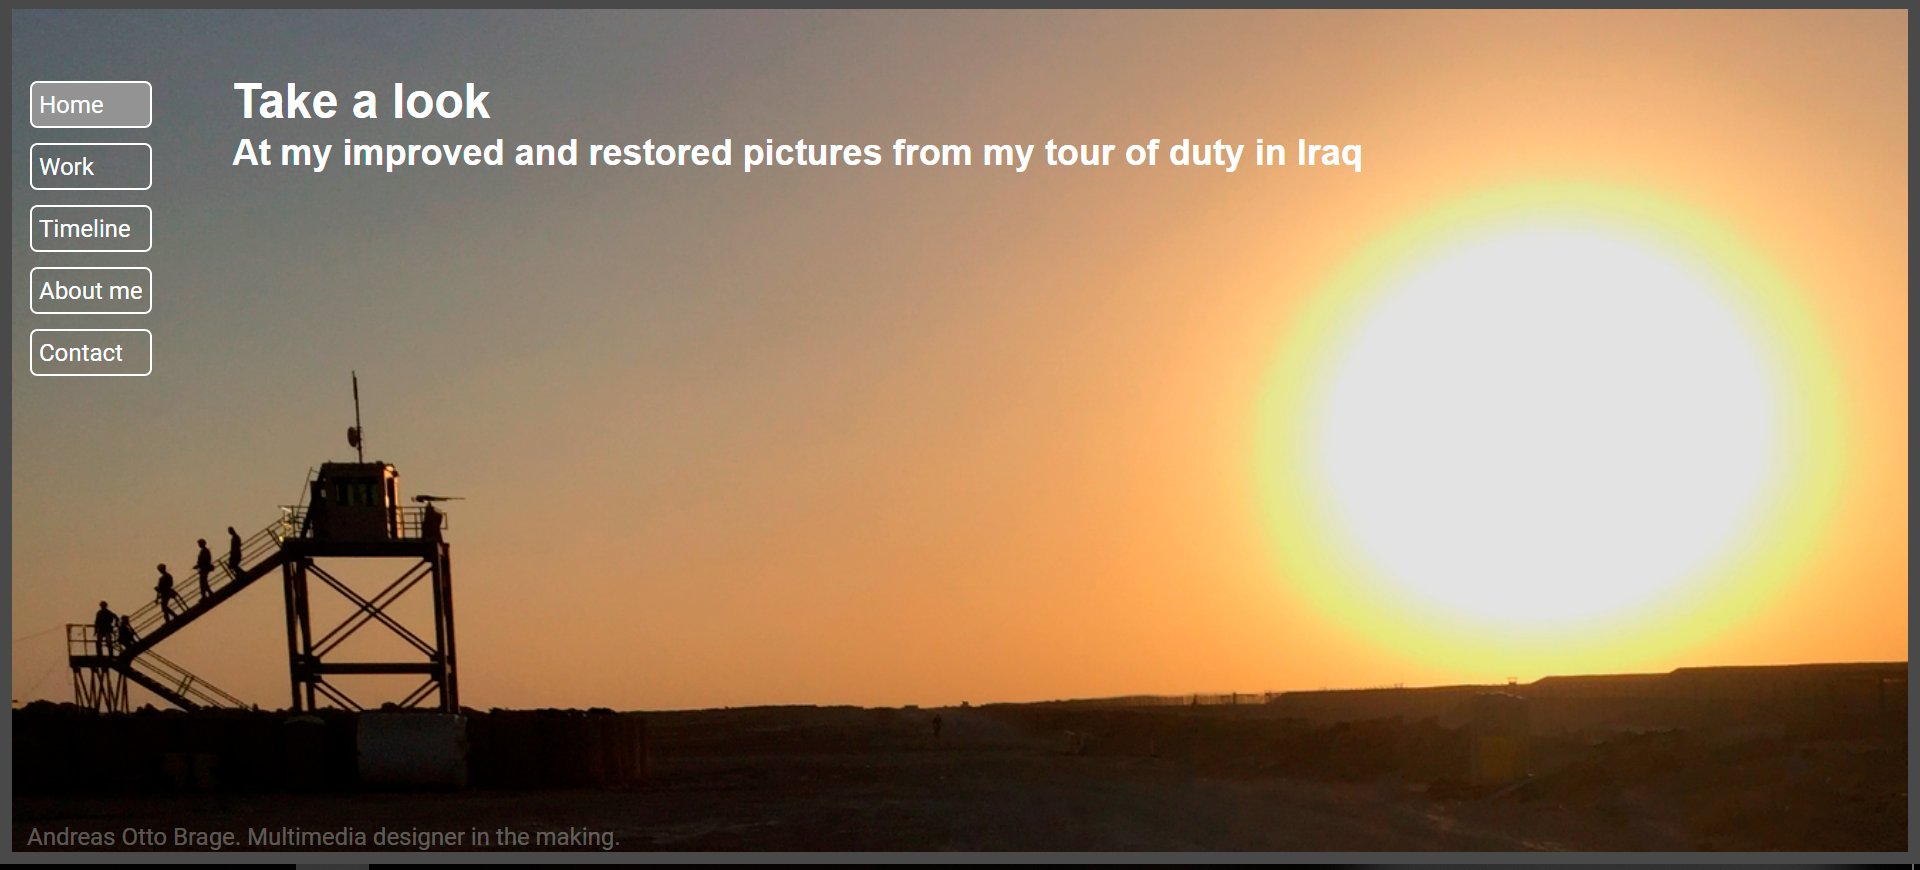 Take a look
At my improved and restored pictures from my tour of duty in Iraq
Home
Work
Timeline
About me
Contact
Andreas Otto Brage. Multimedia designer in the making.